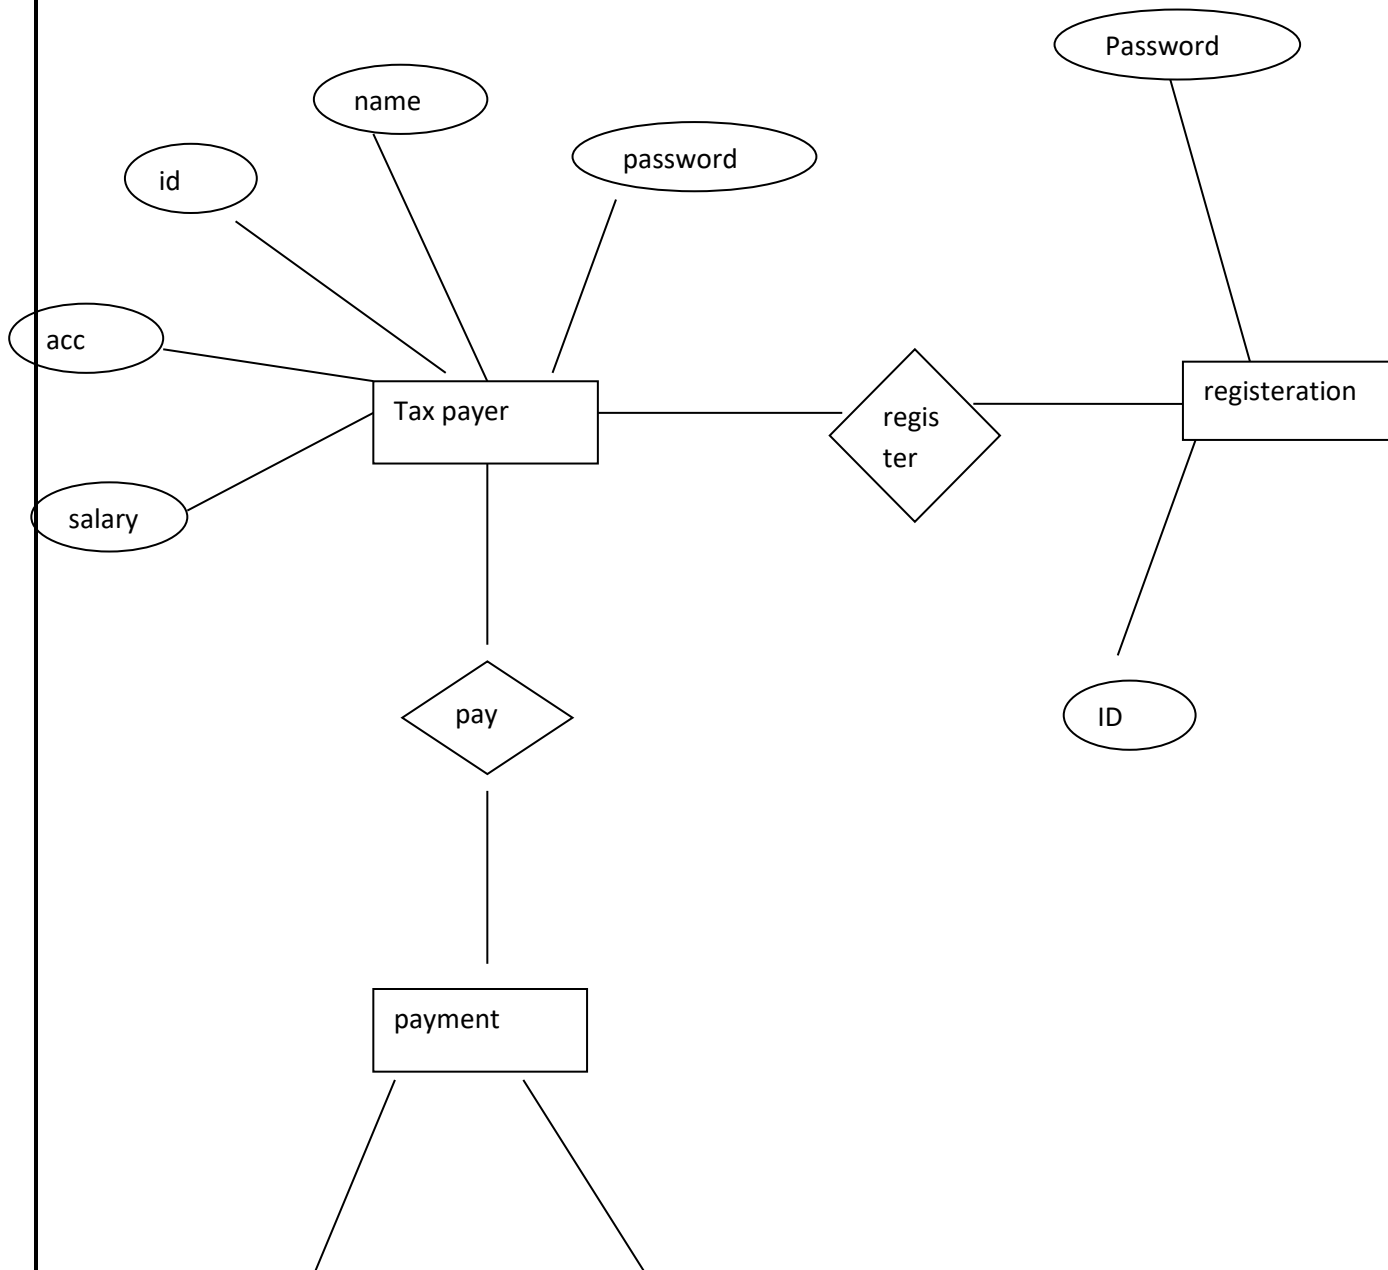 Password
name
password
id
acc
Tax payer
regis
ter
registeration
salary
pay
ID
payment